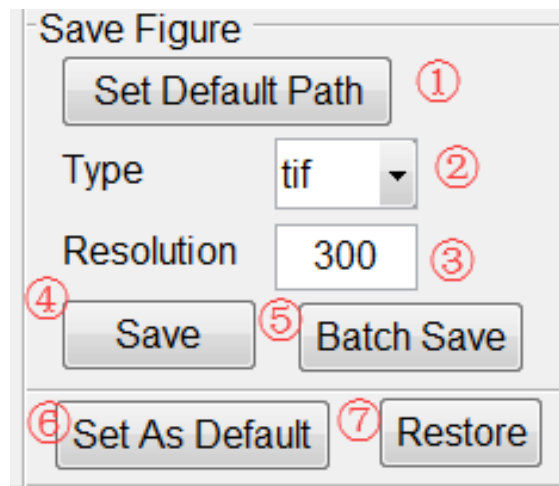 Save Figure
Set Default Path ①
Type tif ②
Resolution 300 ③
④ Save ⑤ Batch Save
⑥ Set As Default ⑦ Restore